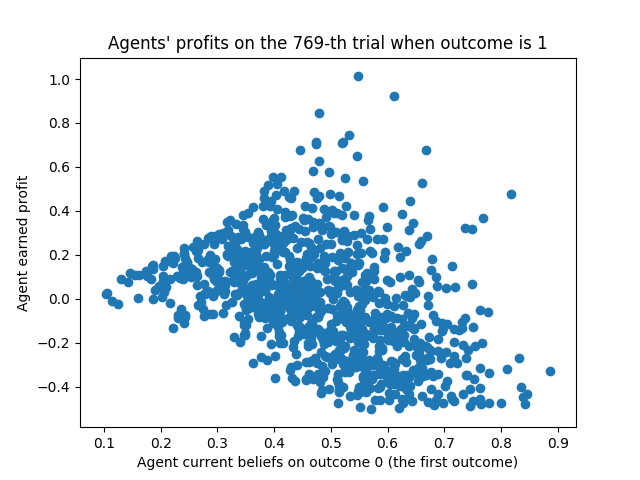 Agents' profits on the 769-th trial when outcome is 1
1.0
0.8
0.6
0.4
0.2
0.0
−0.2
−0.4
Agent earned profit
0.1 0.2 0.3 0.4 0.5 0.6 0.7 0.8 0.9
Agent current beliefs on outcome 0 (the first outcome)